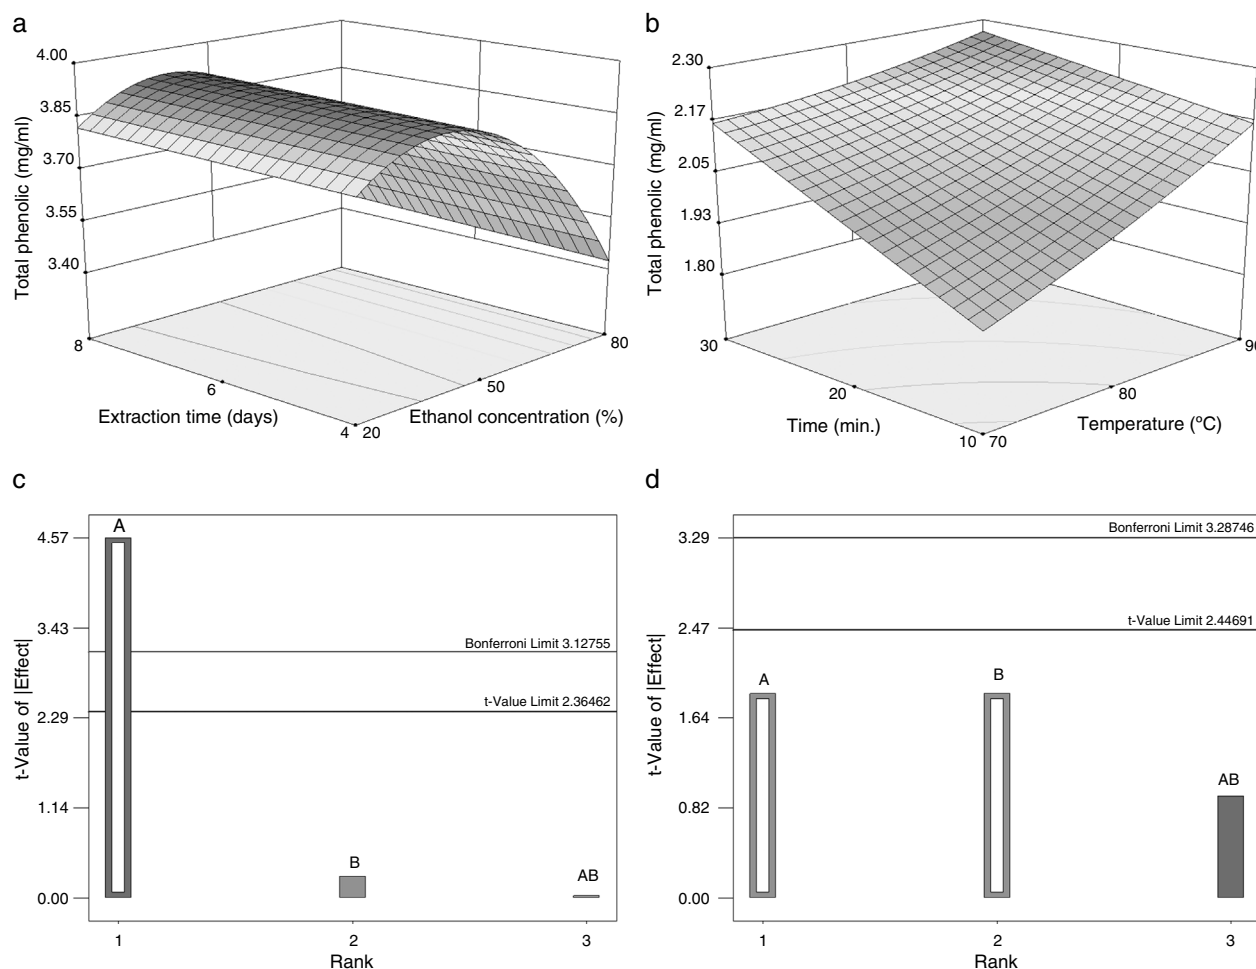 a
4.00
3.85
3.70
3.55
3.40
Total phenolic (mg/ml)
8
6
4
20
50
80
Extraction time (days)
Ethanol concentration (%)
b
2.30
2.17
2.05
1.93
1.80
Total phenolic (mg/ml)
30
20
10
70
80
90
Time (min.)
Temperature (ºC)
c
4.57
3.43
2.29
1.14
0.00
t-Value of |Effect|
A
Bonferroni Limit 3.12755
t-Value Limit 2.36462
B
AB
1
2
3
Rank
d
3.29
2.47
1.64
0.82
0.00
t-Value of |Effect|
Bonferroni Limit 3.28746
t-Value Limit 2.44691
A
B
AB
1
2
3
Rank